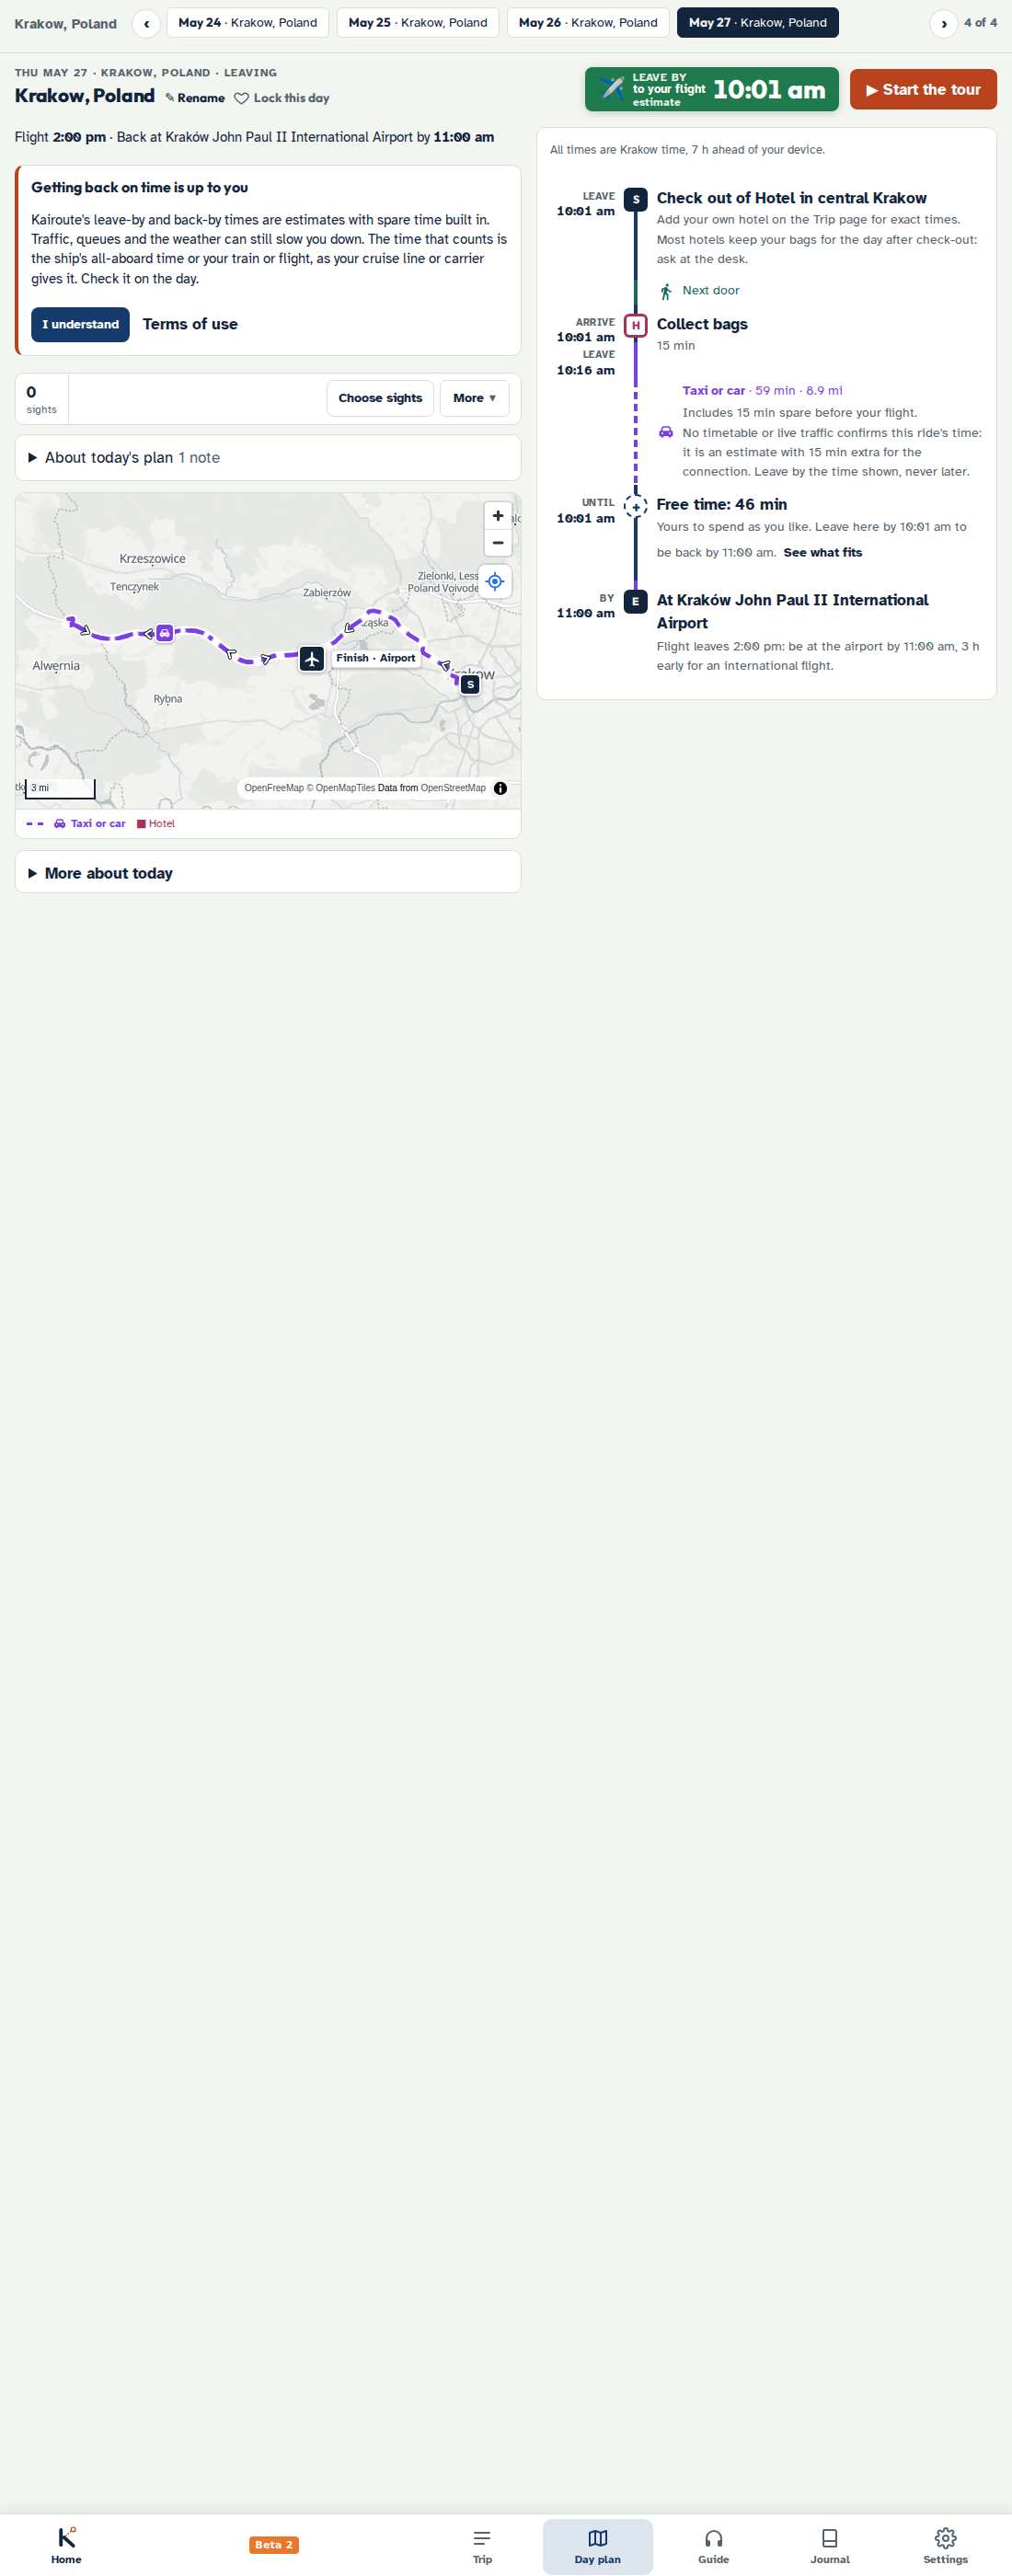 Krakow, Poland
‹
May 24 · Krakow, Poland
May 25 · Krakow, Poland
May 26 · Krakow, Poland
May 27 · Krakow, Poland
›
4 of 4
THU MAY 27 · KRAKOW, POLAND · LEAVING
Krakow, Poland
✎ Rename
Lock this day
LEAVE BY
to your flight
estimate
10:01 am
▶ Start the tour
Flight 2:00 pm · Back at Kraków John Paul II International Airport by 11:00 am
Getting back on time is up to you
Kairoute's leave-by and back-by times are estimates with spare time built in.
Traffic, queues and the weather can still slow you down. The time that counts is
the ship's all-aboard time or your train or flight, as your cruise line or carrier
gives it. Check it on the day.
I understand
Terms of use
0
sights
Choose sights
More ▼
▶ About today's plan 1 note
Krzeszowice
Tenczynek
Zabierzów
Zielonki, Less
Poland Voivode
Alwernia
Rybna
Finish · Airport
S
+
−
3 mi
OpenFreeMap © OpenMapTiles Data from OpenStreetMap
Taxi or car
Hotel
▶ More about today
All times are Krakow time, 7 h ahead of your device.
LEAVE
10:01 am
S
Check out of Hotel in central Krakow
Add your own hotel on the Trip page for exact times.
Most hotels keep your bags for the day after check-out:
ask at the desk.
Next door
ARRIVE
10:01 am
LEAVE
10:16 am
H
Collect bags
15 min
Taxi or car · 59 min · 8.9 mi
Includes 15 min spare before your flight.
No timetable or live traffic confirms this ride's time:
it is an estimate with 15 min extra for the
connection. Leave by the time shown, never later.
UNTIL
10:01 am
+
Free time: 46 min
Yours to spend as you like. Leave here by 10:01 am to
be back by 11:00 am. See what fits
BY
11:00 am
E
At Kraków John Paul II International
Airport
Flight leaves 2:00 pm: be at the airport by 11:00 am, 3 h
early for an international flight.
Home
Beta 2
Trip
Day plan
Guide
Journal
Settings